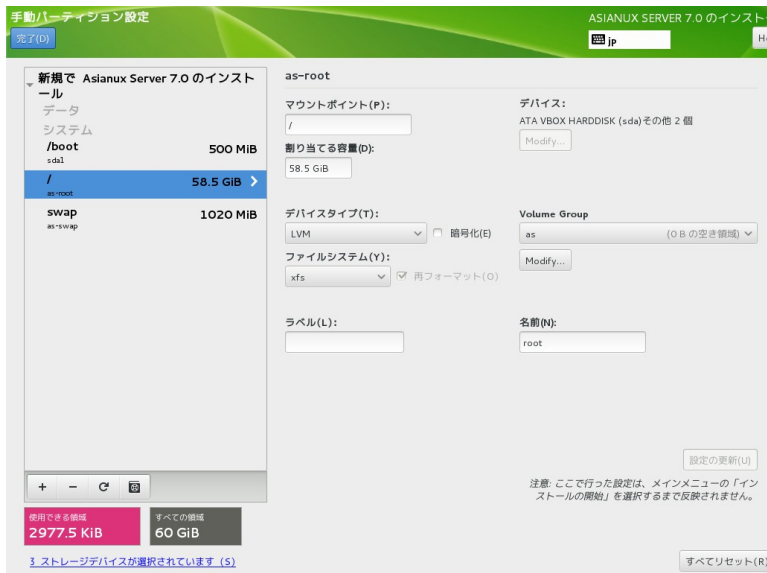 手動パーティション設定
ASIANUX SERVER 7.0 のインスト
完了(D)
jp
H
新規で Asianux Server 7.0 のインスト
ール
データ
システム
/boot 500 MiB
sda1
/ 58.5 GiB
as-root
swap 1020 MiB
as-swap
as-root
マウントポイント(P):
/
割り当てる容量(D):
58.5 GiB
デバイス:
ATA VBOX HARDDISK (sda)その他 2 個
Modify...
デバイスタイプ(T):
LVM
暗号化(E)
Volume Group
as (0 B の空き領域)
Modify...
ファイルシステム(Y):
xfs
再フォーマット(O)
ラベル(L):
名前(N):
root
設定の更新(U)
注意: ここで行った設定は、メインメニューの「イン
ストールの開始」を選択するまで反映されません。
+ −
使用できる領域
2977.5 KiB
すべての領域
60 GiB
3 ストレージデバイスが選択されています (S)
すべてリセット(R)